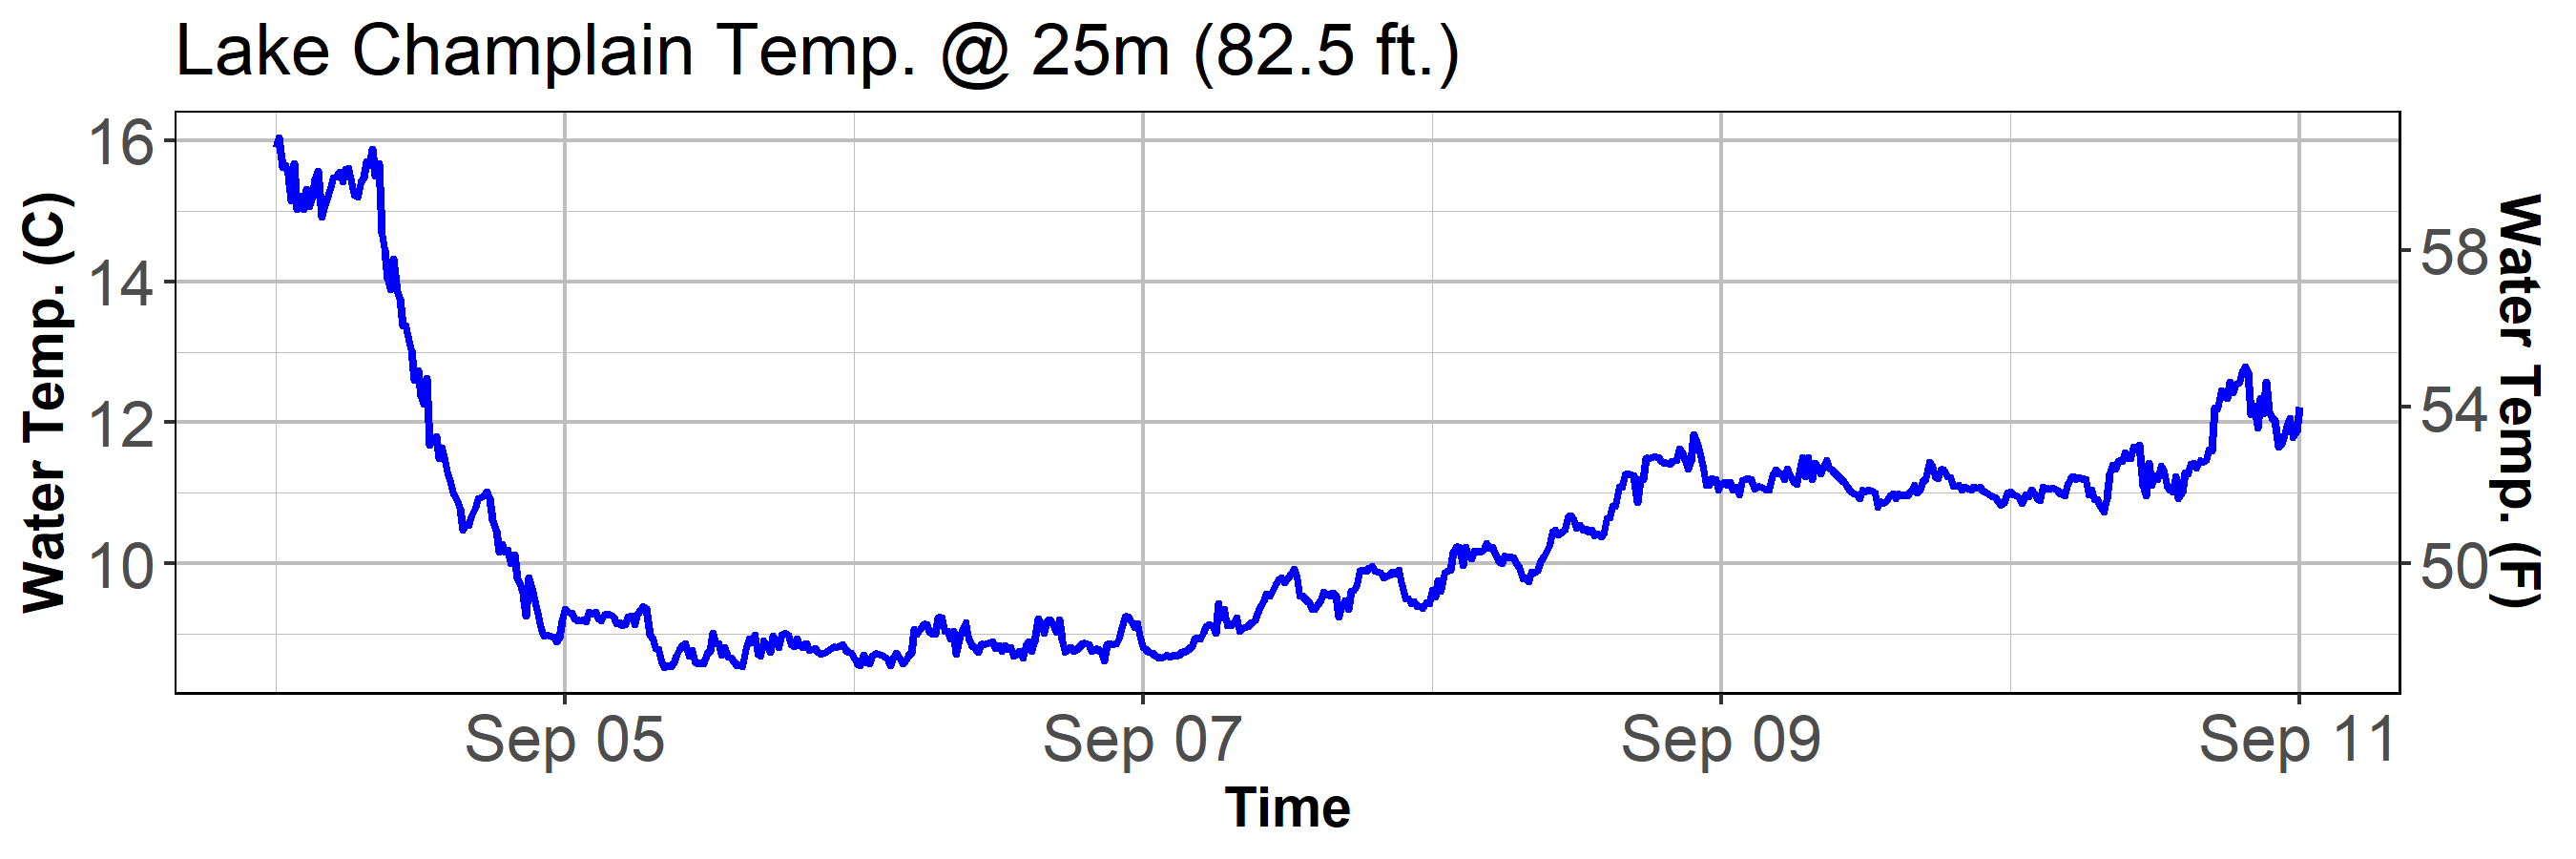 Lake Champlain Temp. @ 25m (82.5 ft.)
Water Temp. (C)
16
14
12
10
58
54
50
Water Temp. (F)
Sep 05 Sep 07 Sep 09 Sep 11
Time